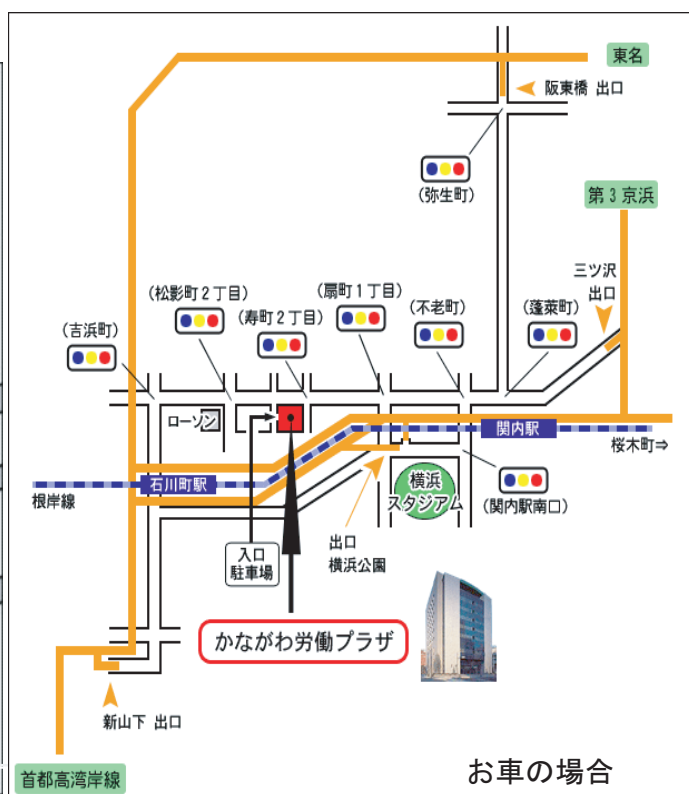 東名
阪東橋 出口
(弥生町)
第3京浜
三ツ沢
出口
(松影町2丁目)
(扇町1丁目)
(寿町2丁目)
(不老町)
(蓬莱町)
(吉浜町)
ローソン
関内駅
桜木町⇒
石川町駅
根岸線
横浜
スタジアム
(関内駅南口)
出口
横浜公園
入口
駐車場
かながわ労働プラザ
新山下 出口
首都高湾岸線
お車の場合